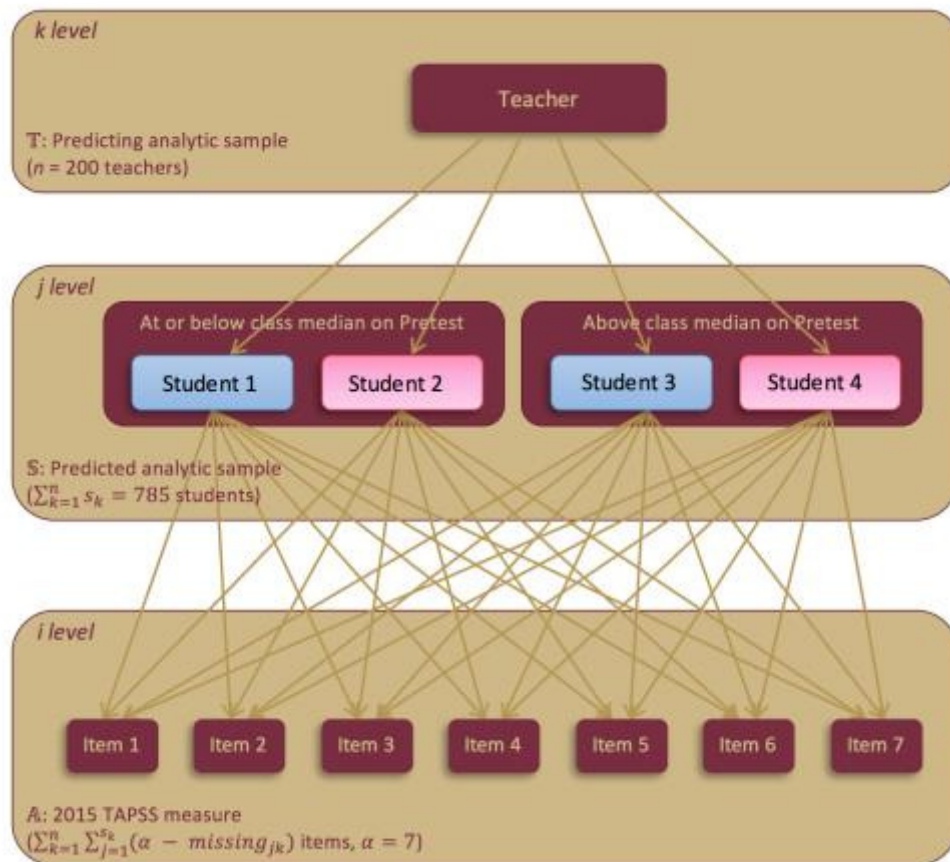 k level
Teacher
𝕋: Predicting analytic sample
(n = 200 teachers)
j level
At or below class median on Pretest
Above class median on Pretest
Student 1
Student 2
Student 3
Student 4
𝕊: Predicted analytic sample
(∑ₖ₌₁ⁿ sₖ = 785 students)
i level
Item 1
Item 2
Item 3
Item 4
Item 5
Item 6
Item 7
𝔸: 2015 TAPSS measure
(∑ₖ₌₁ⁿ ∑ⱼ₌₁^{sₖ}(α − missingⱼₖ) items, α = 7)